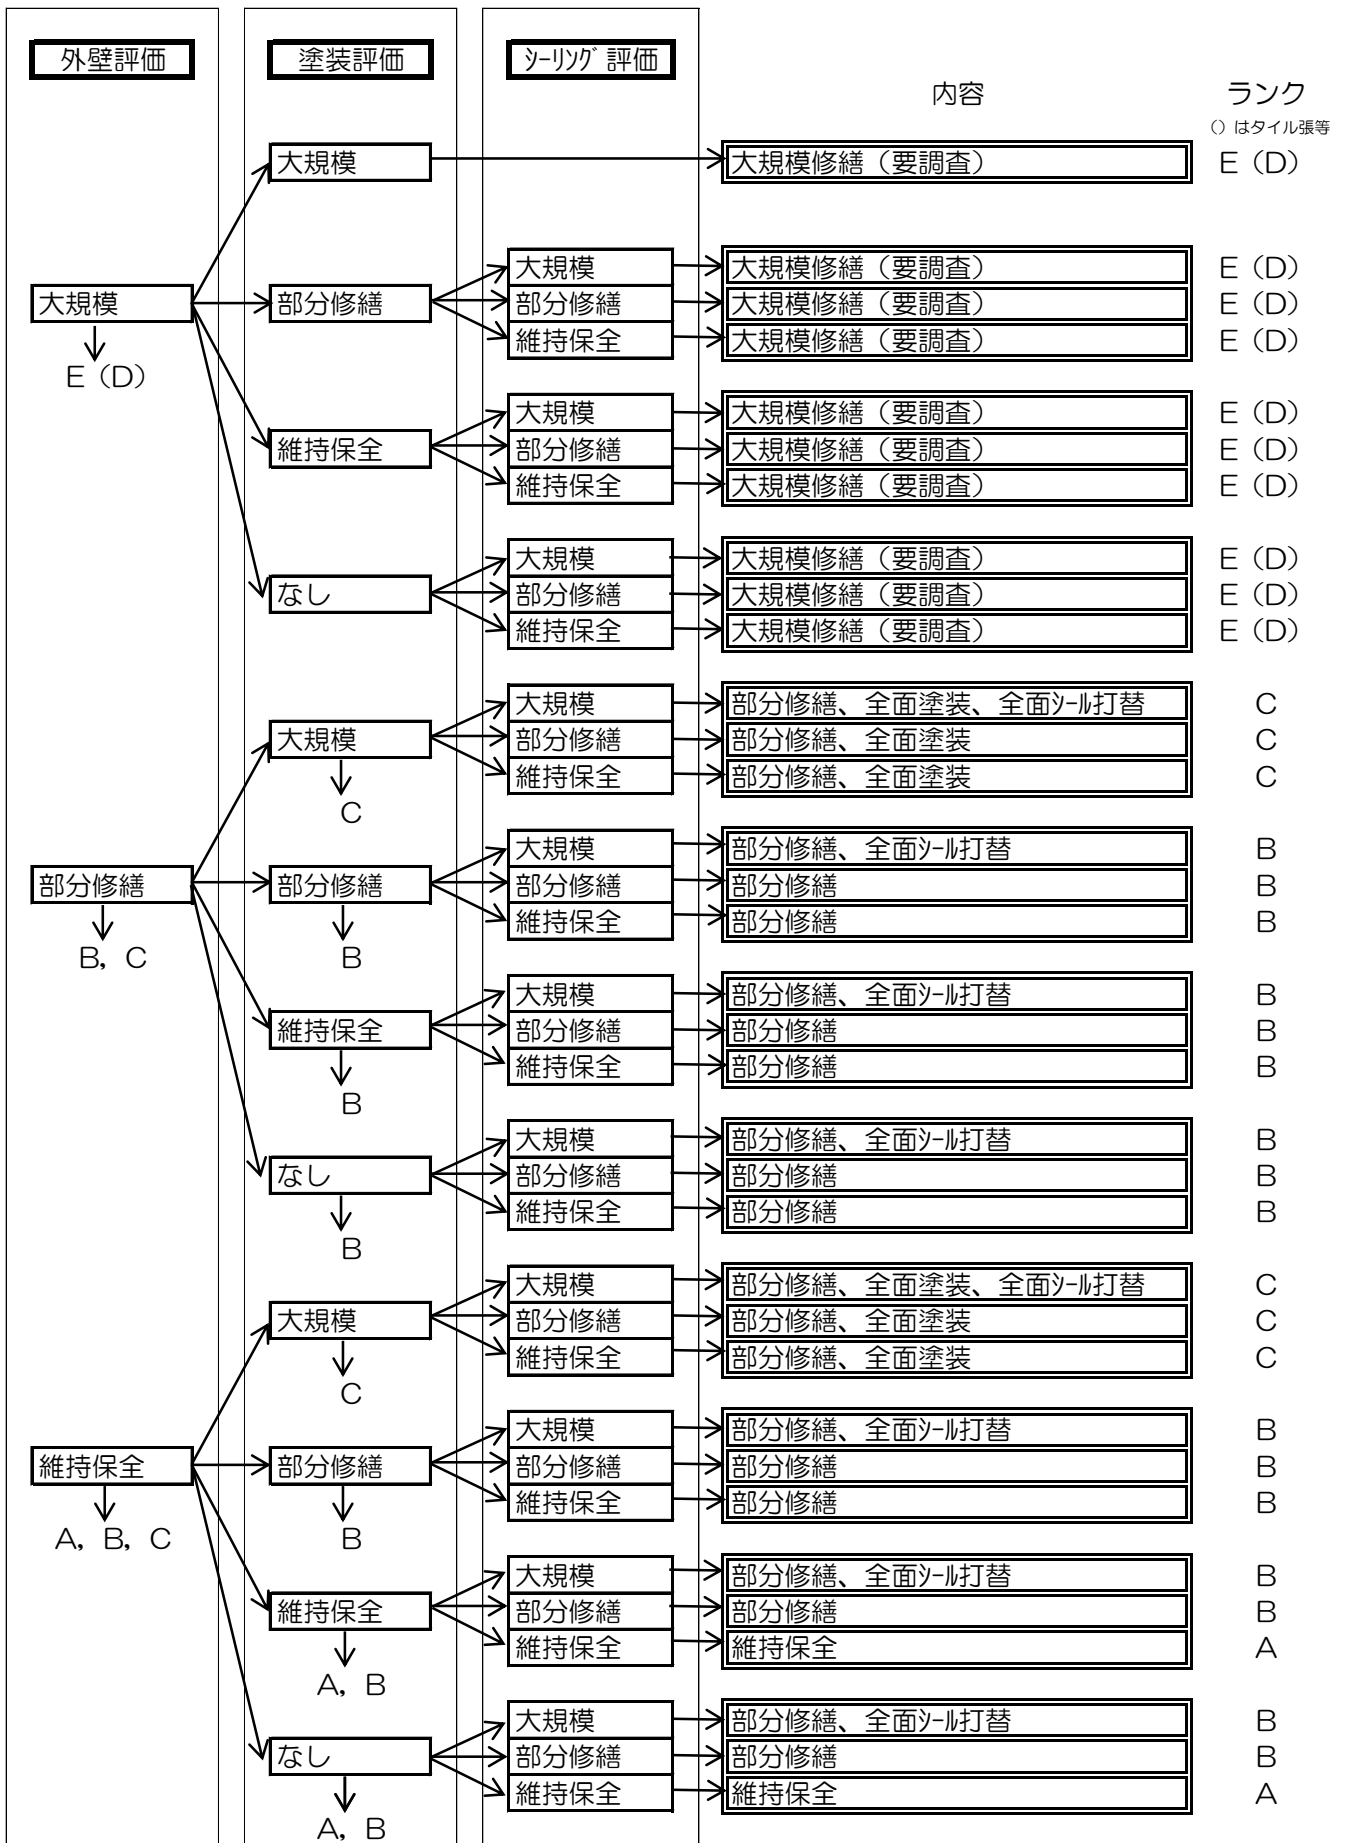 外壁評価 塗装評価 ｼｰﾘﾝｸﾞ評価
内容 ランク
（）はタイル張等
大規模 大規模修繕（要調査） E（D）
大規模 大規模修繕（要調査） E（D）
大規模 部分修繕 部分修繕 大規模修繕（要調査） E（D）
維持保全 大規模修繕（要調査） E（D）
E（D）
大規模 大規模修繕（要調査） E（D）
維持保全 部分修繕 大規模修繕（要調査） E（D）
維持保全 大規模修繕（要調査） E（D）
大規模 大規模修繕（要調査） E（D）
なし 部分修繕 大規模修繕（要調査） E（D）
維持保全 大規模修繕（要調査） E（D）
大規模 部分修繕、全面塗装、全面ｼｰﾙ打替 C
大規模 部分修繕 部分修繕、全面塗装 C
維持保全 部分修繕、全面塗装 C
C
大規模 部分修繕、全面ｼｰﾙ打替 B
部分修繕 部分修繕 部分修繕 部分修繕 B
維持保全 部分修繕 B
B，C B
大規模 部分修繕、全面ｼｰﾙ打替 B
維持保全 部分修繕 部分修繕 B
維持保全 部分修繕 B
B
大規模 部分修繕、全面ｼｰﾙ打替 B
なし 部分修繕 部分修繕 B
維持保全 部分修繕 B
B
大規模 部分修繕、全面塗装、全面ｼｰﾙ打替 C
大規模 部分修繕 部分修繕、全面塗装 C
維持保全 部分修繕、全面塗装 C
C
大規模 部分修繕、全面ｼｰﾙ打替 B
維持保全 部分修繕 部分修繕 部分修繕 B
維持保全 部分修繕 B
A，B，C B
大規模 部分修繕、全面ｼｰﾙ打替 B
維持保全 部分修繕 部分修繕 B
維持保全 維持保全 A
A，B
大規模 部分修繕、全面ｼｰﾙ打替 B
なし 部分修繕 部分修繕 B
維持保全 維持保全 A
A，B